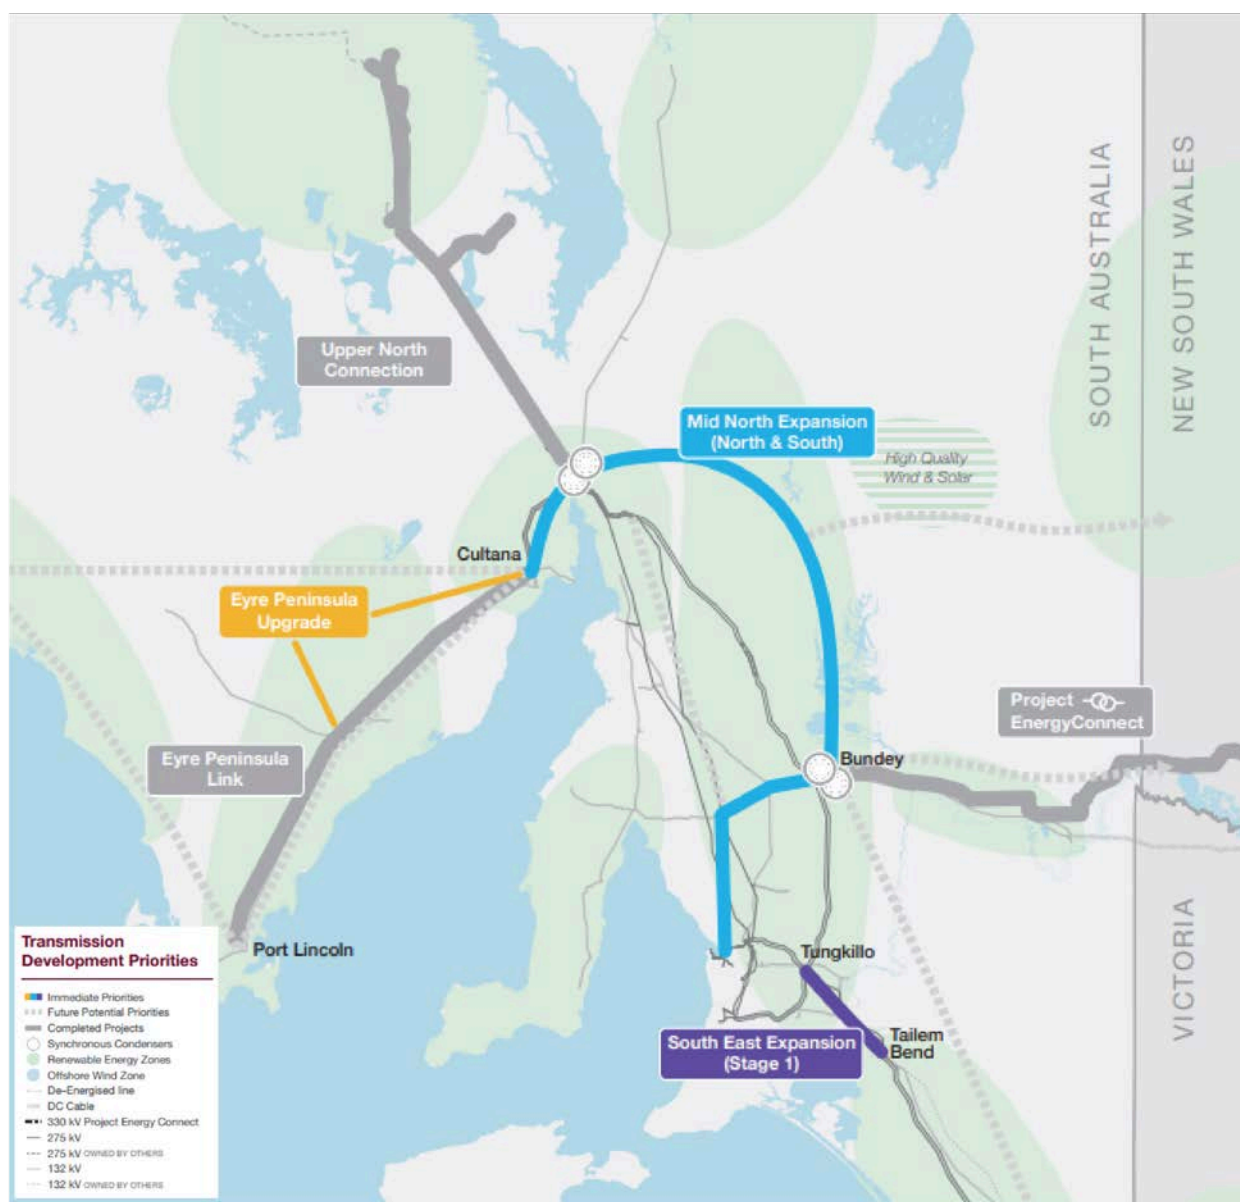 SOUTH AUSTRALIA
NEW SOUTH WALES
Upper North
Connection
Mid North Expansion
(North & South)
High Quality
Wind & Solar
Cultana
Eyre Peninsula
Upgrade
Project
EnergyConnect
Eyre Peninsula
Link
Bundey
VICTORIA
Port Lincoln
Tungkillo
South East Expansion
(Stage 1)
Tailem
Bend
Transmission
Development Priorities
Immediate Priorities
Future Potential Priorities
Completed Projects
Synchronous Condensers
Renewable Energy Zones
Offshore Wind Zone
De-Energised line
DC Cable
330 kV Project Energy Connect
275 kV
275 kV OWNED BY OTHERS
132 kV
132 kV OWNED BY OTHERS